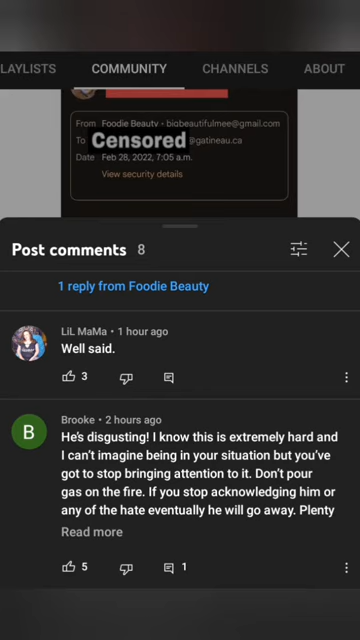 LAYLISTS COMMUNITY CHANNELS ABOUT
From Foodie Beauty • bigbeautifulmee@gmail.com
To Censored @gatineau.ca
Date Feb 28, 2022, 7:05 a.m.
View security details
Post comments 8
1 reply from Foodie Beauty
LiL MaMa • 1 hour ago
Well said.
3
B
Brooke • 2 hours ago
He's disgusting! I know this is extremely hard and
I can't imagine being in your situation but you've
got to stop bringing attention to it. Don't pour
gas on the fire. If you stop acknowledging him or
any of the hate eventually he will go away. Plenty
Read more
5 1